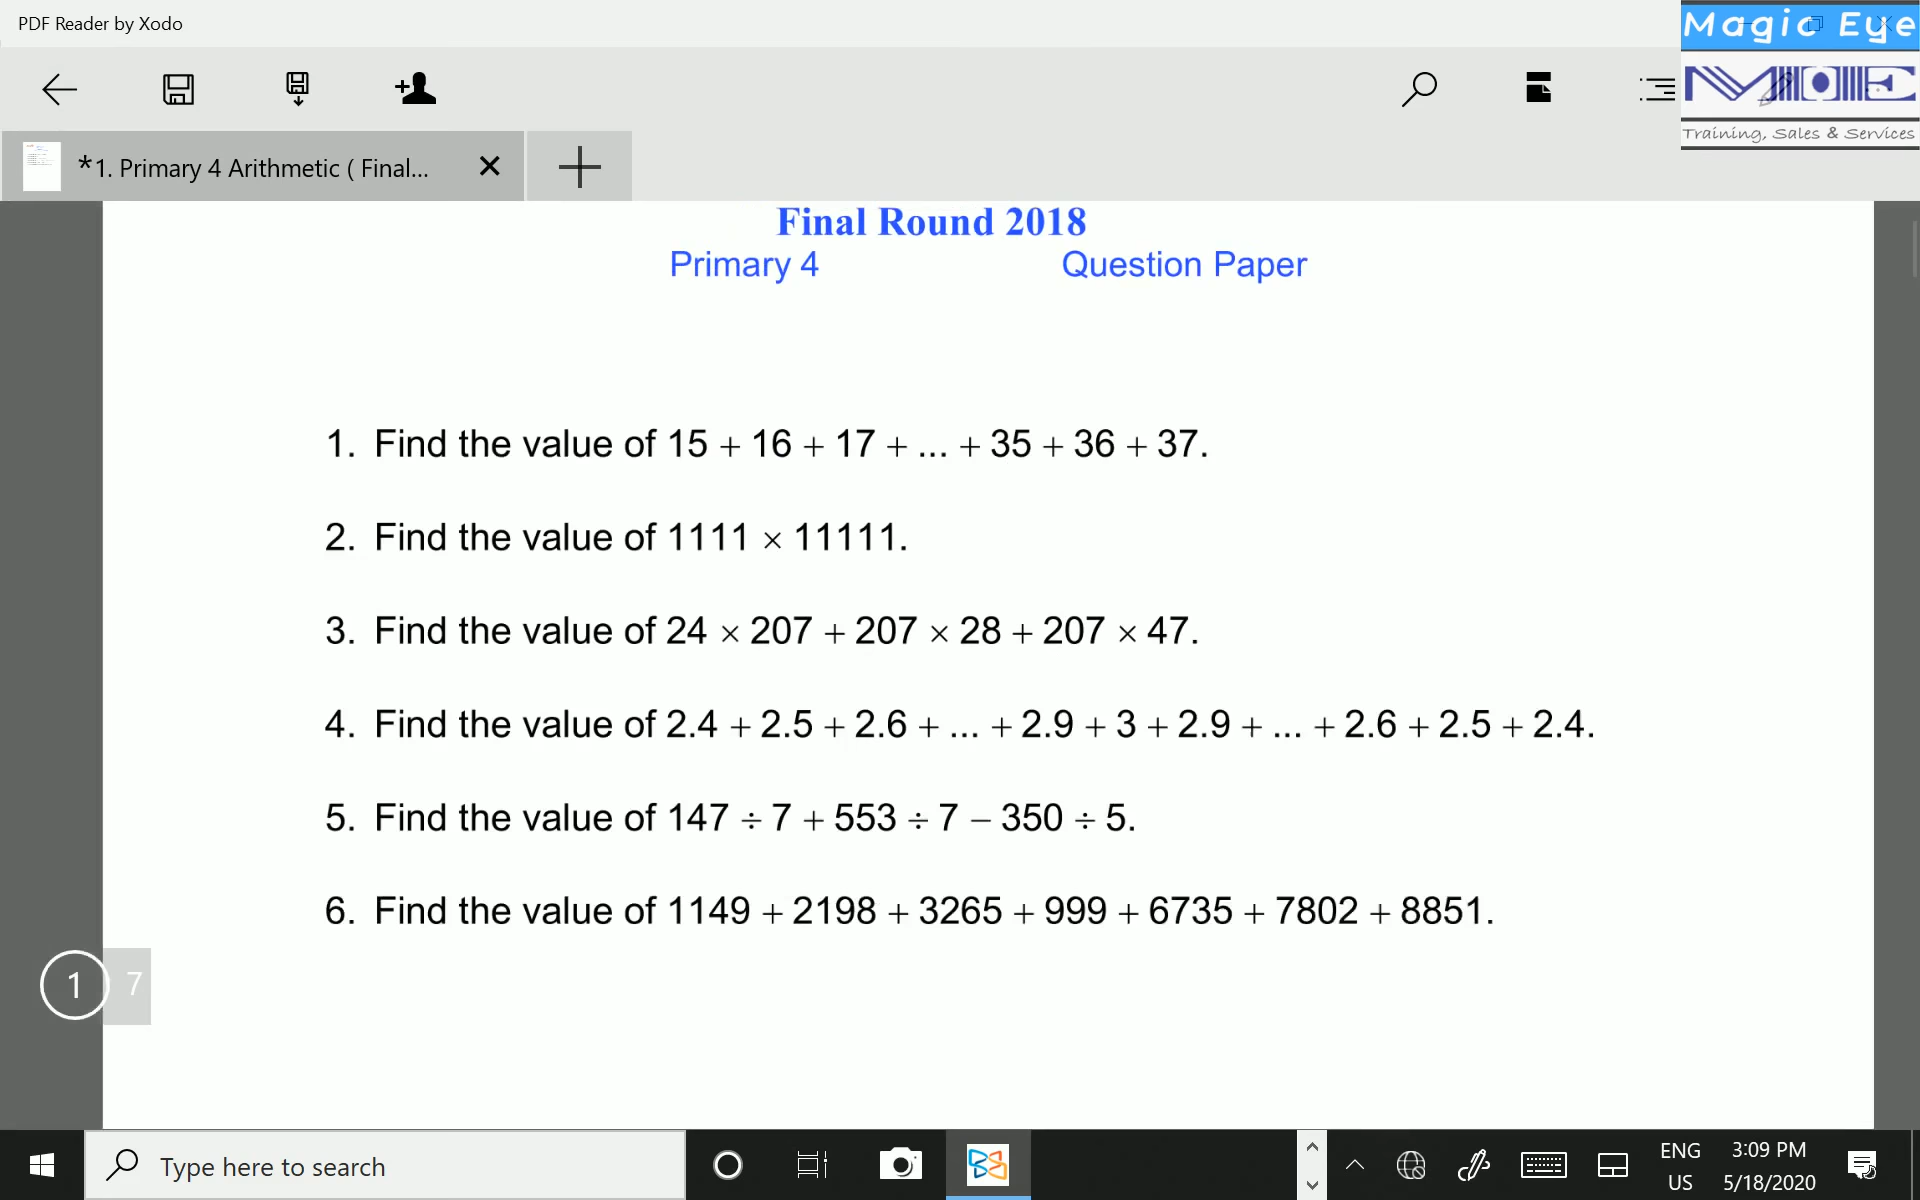 PDF Reader by Xodo
Magic Eye
MOE
Training, Sales & Services
*1. Primary 4 Arithmetic ( Final...
Final Round 2018
Primary 4 Question Paper
1. Find the value of 15 + 16 + 17 + ... + 35 + 36 + 37.
2. Find the value of 1111 × 11111.
3. Find the value of 24 × 207 + 207 × 28 + 207 × 47.
4. Find the value of 2.4 + 2.5 + 2.6 + ... + 2.9 + 3 + 2.9 + ... + 2.6 + 2.5 + 2.4.
5. Find the value of 147 ÷ 7 + 553 ÷ 7 – 350 ÷ 5.
6. Find the value of 1149 + 2198 + 3265 + 999 + 6735 + 7802 + 8851.
1 7
Type here to search
ENG 3:09 PM
US 5/18/2020